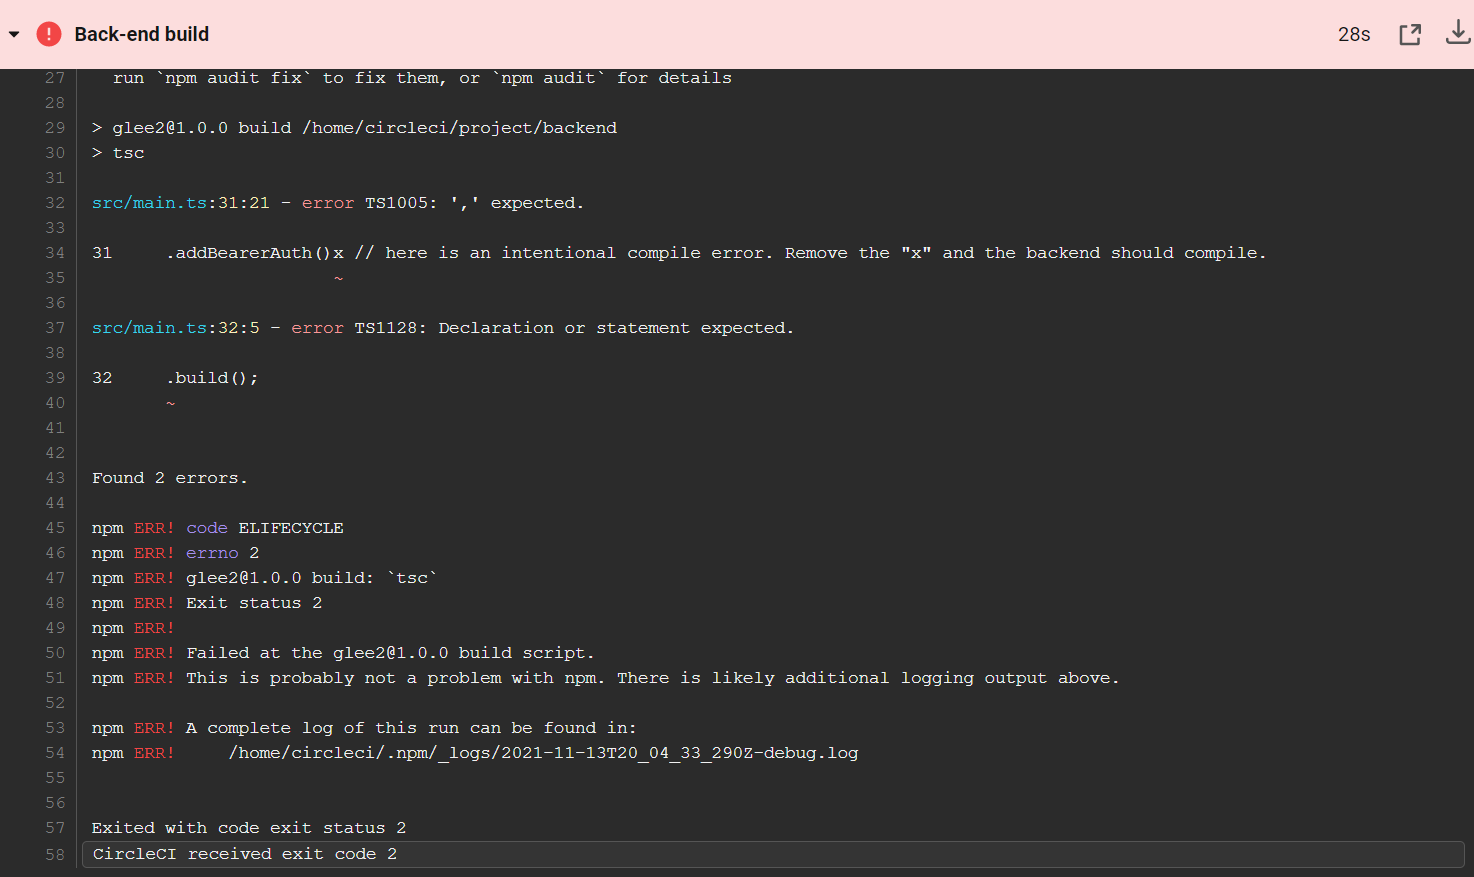 Back-end build 28s
27 run `npm audit fix` to fix them, or `npm audit` for details
28
29 > glee2@1.0.0 build /home/circleci/project/backend
30 > tsc
31
32 src/main.ts:31:21 - error TS1005: ',' expected.
33
34 31 .addBearerAuth()x // here is an intentional compile error. Remove the "x" and the backend should compile.
35 ~
36
37 src/main.ts:32:5 - error TS1128: Declaration or statement expected.
38
39 32 .build();
40 ~
41
42
43 Found 2 errors.
44
45 npm ERR! code ELIFECYCLE
46 npm ERR! errno 2
47 npm ERR! glee2@1.0.0 build: `tsc`
48 npm ERR! Exit status 2
49 npm ERR!
50 npm ERR! Failed at the glee2@1.0.0 build script.
51 npm ERR! This is probably not a problem with npm. There is likely additional logging output above.
52
53 npm ERR! A complete log of this run can be found in:
54 npm ERR! /home/circleci/.npm/_logs/2021-11-13T20_04_33_290Z-debug.log
55
56
57 Exited with code exit status 2
58 CircleCI received exit code 2